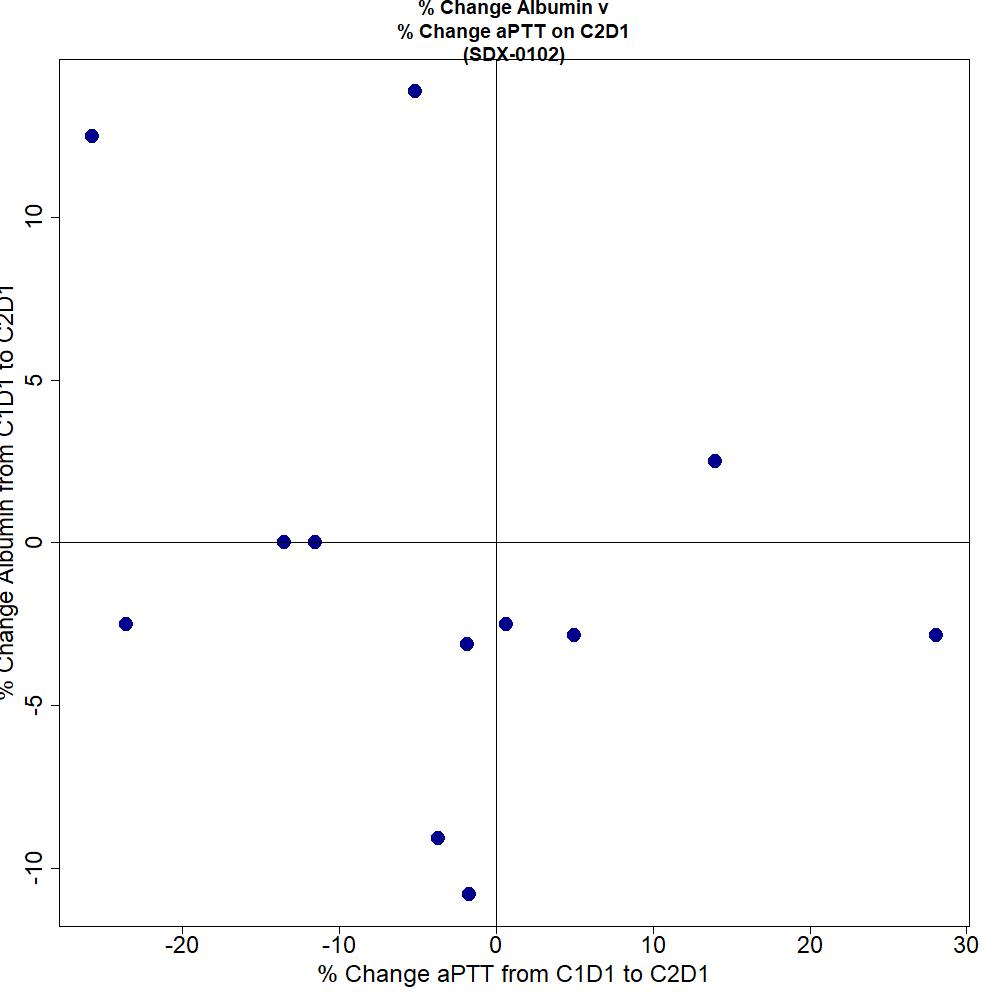 % Change Albumin v
% Change aPTT on C2D1
(SDX-0102)
% Change Albumin from C1D1 to C2D1
10
5
0
-5
-10
-20
-10
0
10
20
30
% Change aPTT from C1D1 to C2D1